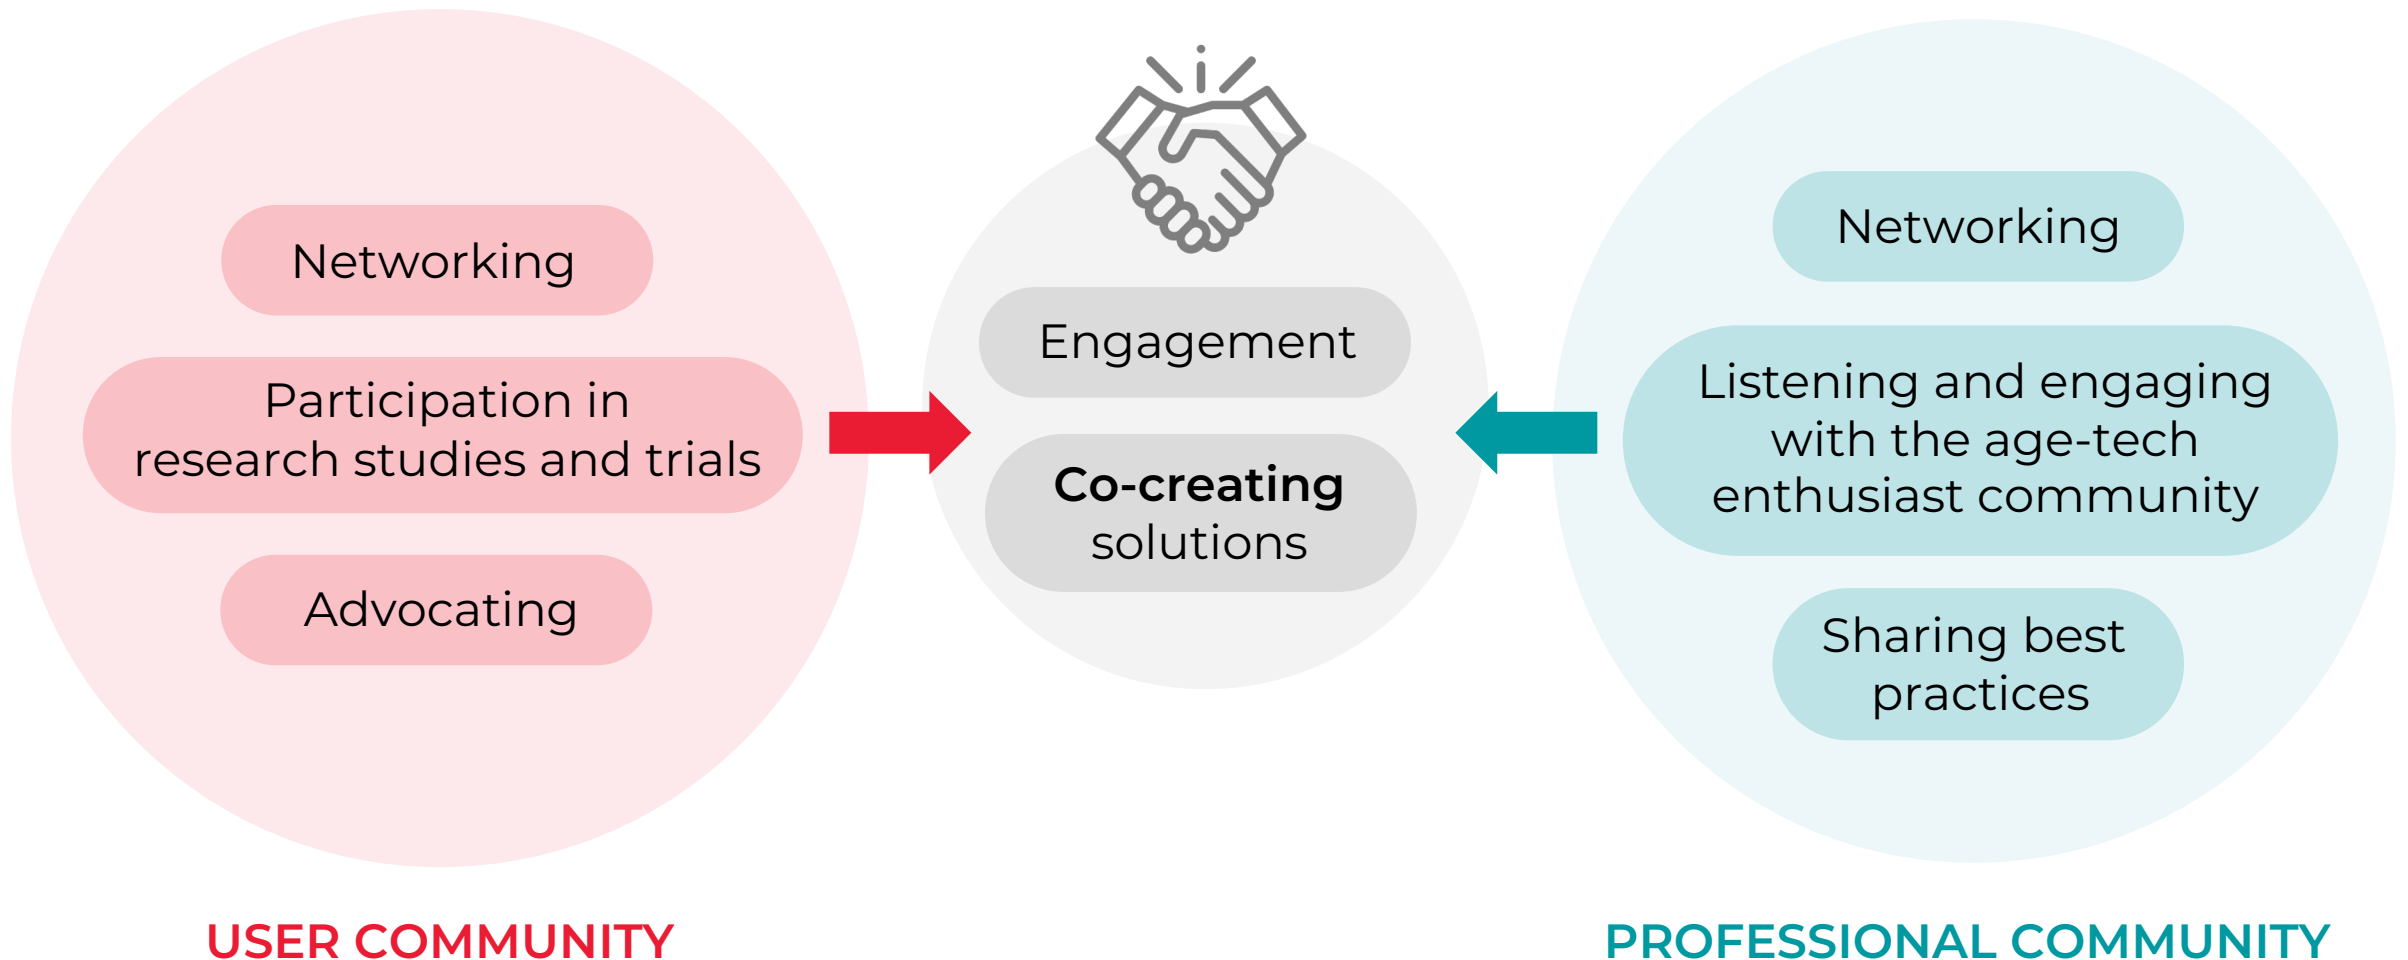 Networking
Participation in
research studies and trials
Advocating
USER COMMUNITY
Engagement
Co-creating
solutions
Networking
Listening and engaging
with the age-tech
enthusiast community
Sharing best
practices
PROFESSIONAL COMMUNITY